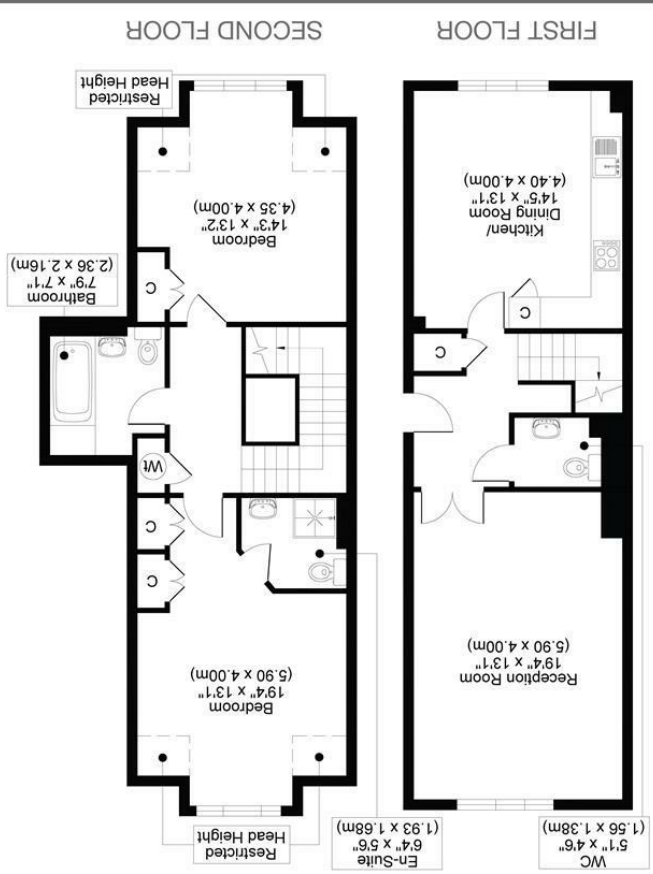 WC
5'1" x 4'6"
(1.56 x 1.38m)
En-Suite
6'4" x 5'6"
(1.93 x 1.68m)
Restricted
Head Height
Reception Room
19'4" x 13'1"
(5.90 x 4.00m)
Bedroom
19'4" x 13'1"
(5.90 x 4.00m)
C
C
Wt
C
C
C
Bathroom
7'9" x 7'1"
(2.36 x 2.16m)
Kitchen/
Dining Room
14'5" x 13'1"
(4.40 x 4.00m)
Bedroom
14'3" x 13'2"
(4.35 x 4.00m)
Restricted
Head Height
FIRST FLOOR
SECOND FLOOR